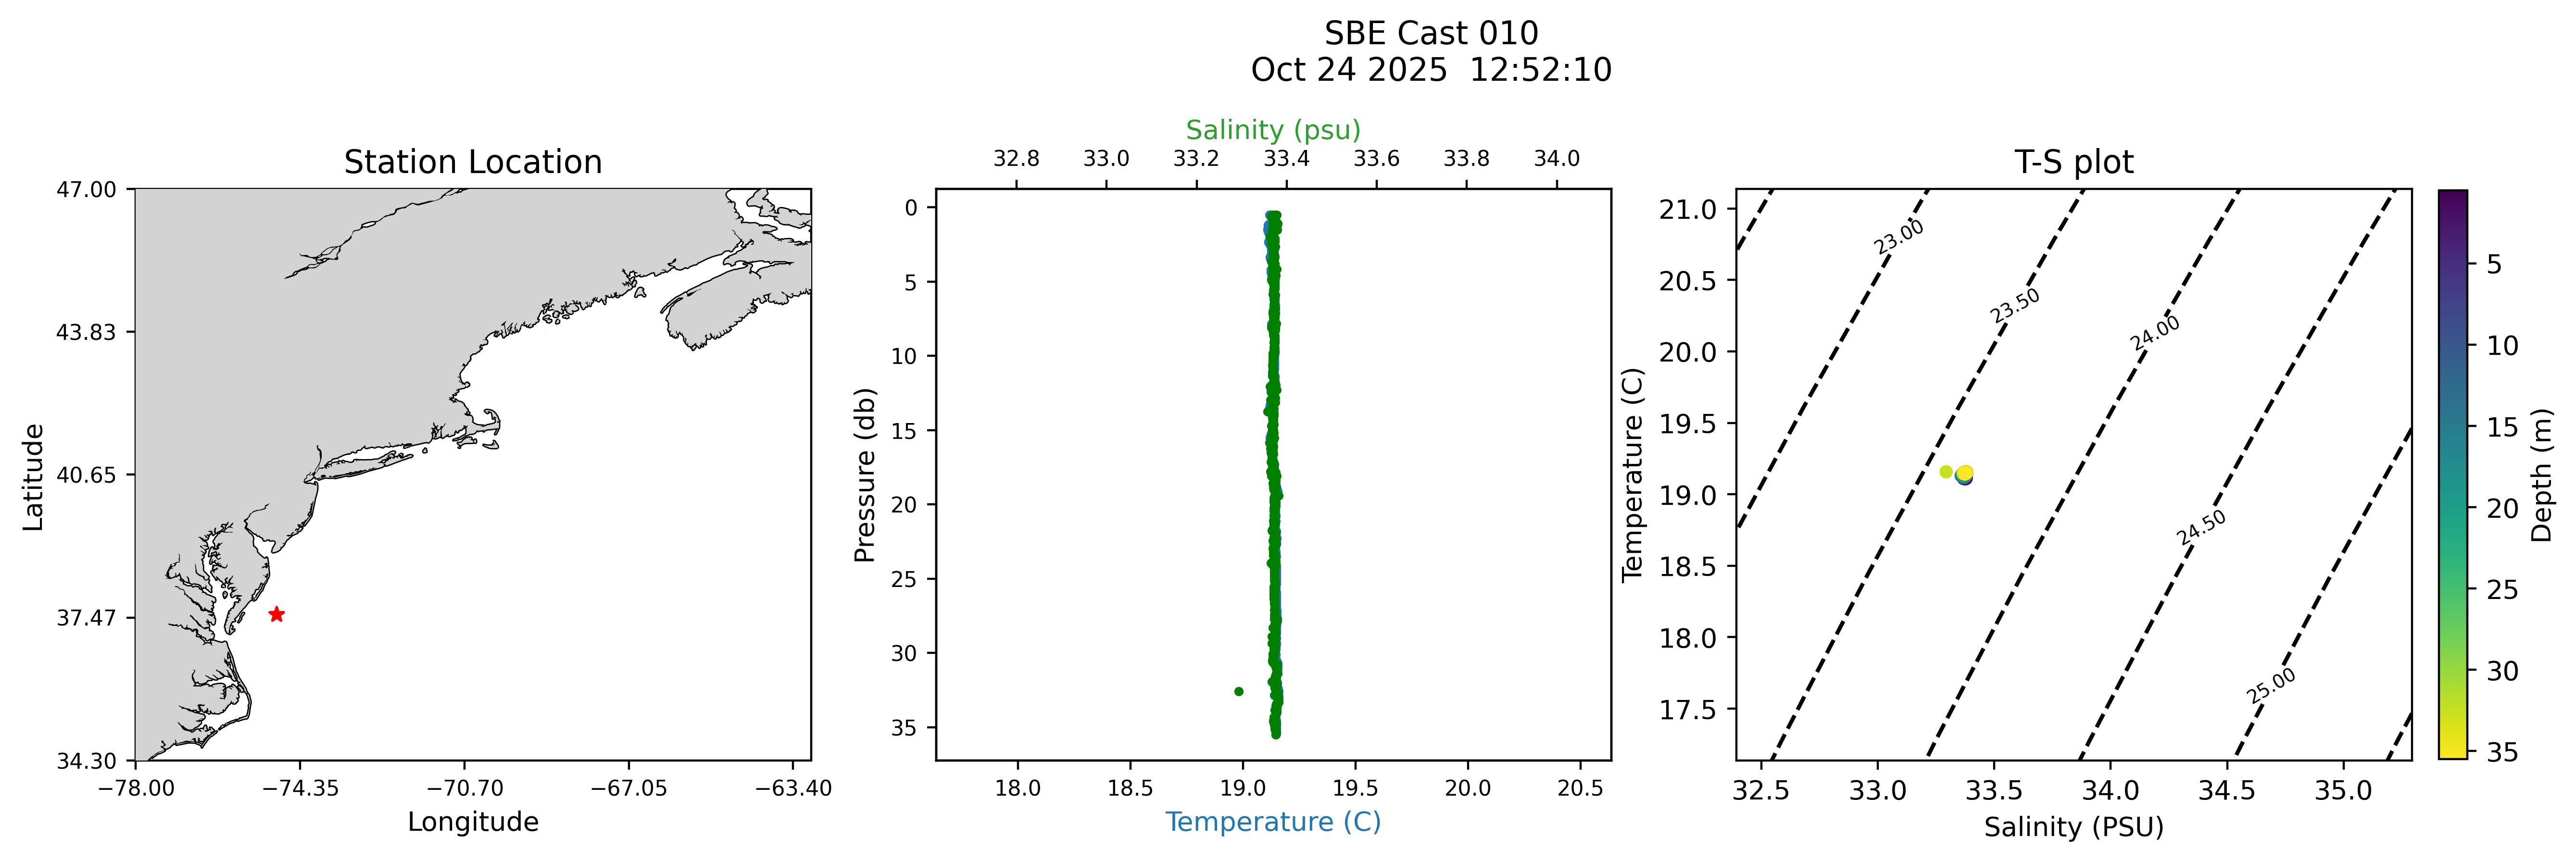 SBE Cast 010
Oct 24 2025  12:52:10
Station Location
47.00
43.83
40.65
37.47
34.30
Latitude
−78.00 −74.35 −70.70 −67.05 −63.40
Longitude
Salinity (psu)
32.8 33.0 33.2 33.4 33.6 33.8 34.0
0
5
10
15
20
25
30
35
Pressure (db)
18.0 18.5 19.0 19.5 20.0 20.5
Temperature (C)
T-S plot
21.0
20.5
20.0
19.5
19.0
18.5
18.0
17.5
Temperature (C)
23.00
23.50
24.00
24.50
25.00
32.5 33.0 33.5 34.0 34.5 35.0
Salinity (PSU)
5
10
15
20
25
30
35
Depth (m)